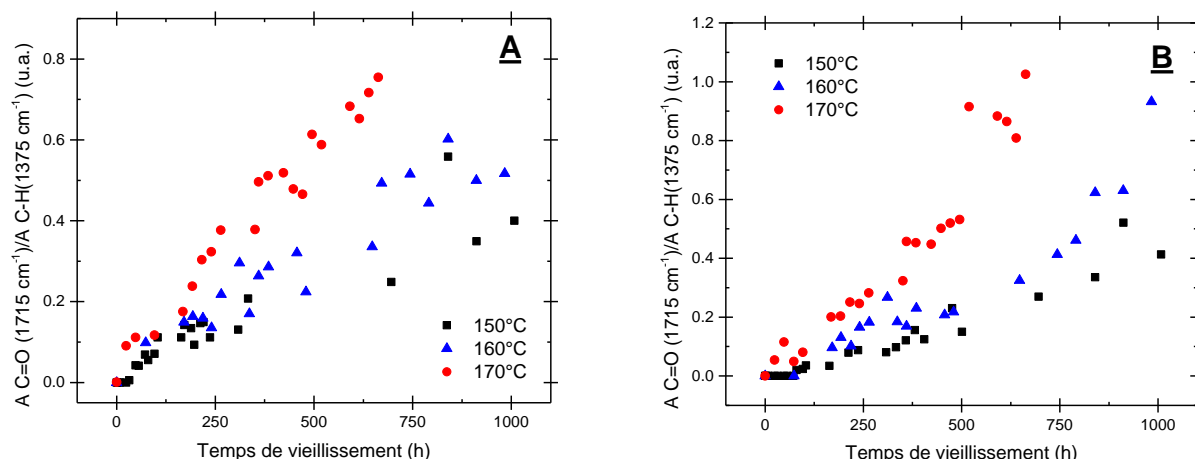 A
0.8
0.6
0.4
0.2
0.0
A C=O (1715 cm⁻¹)/A C-H(1375 cm⁻¹) (u.a.)
150°C
160°C
170°C
0
250
500
750
1000
Temps de vieillissement (h)
B
1.2
1.0
0.8
0.6
0.4
0.2
0.0
A C=O (1715 cm⁻¹)/A C-H(1375 cm⁻¹) (u.a.)
150°C
160°C
170°C
0
250
500
750
1000
Temps de vieillissement (h)